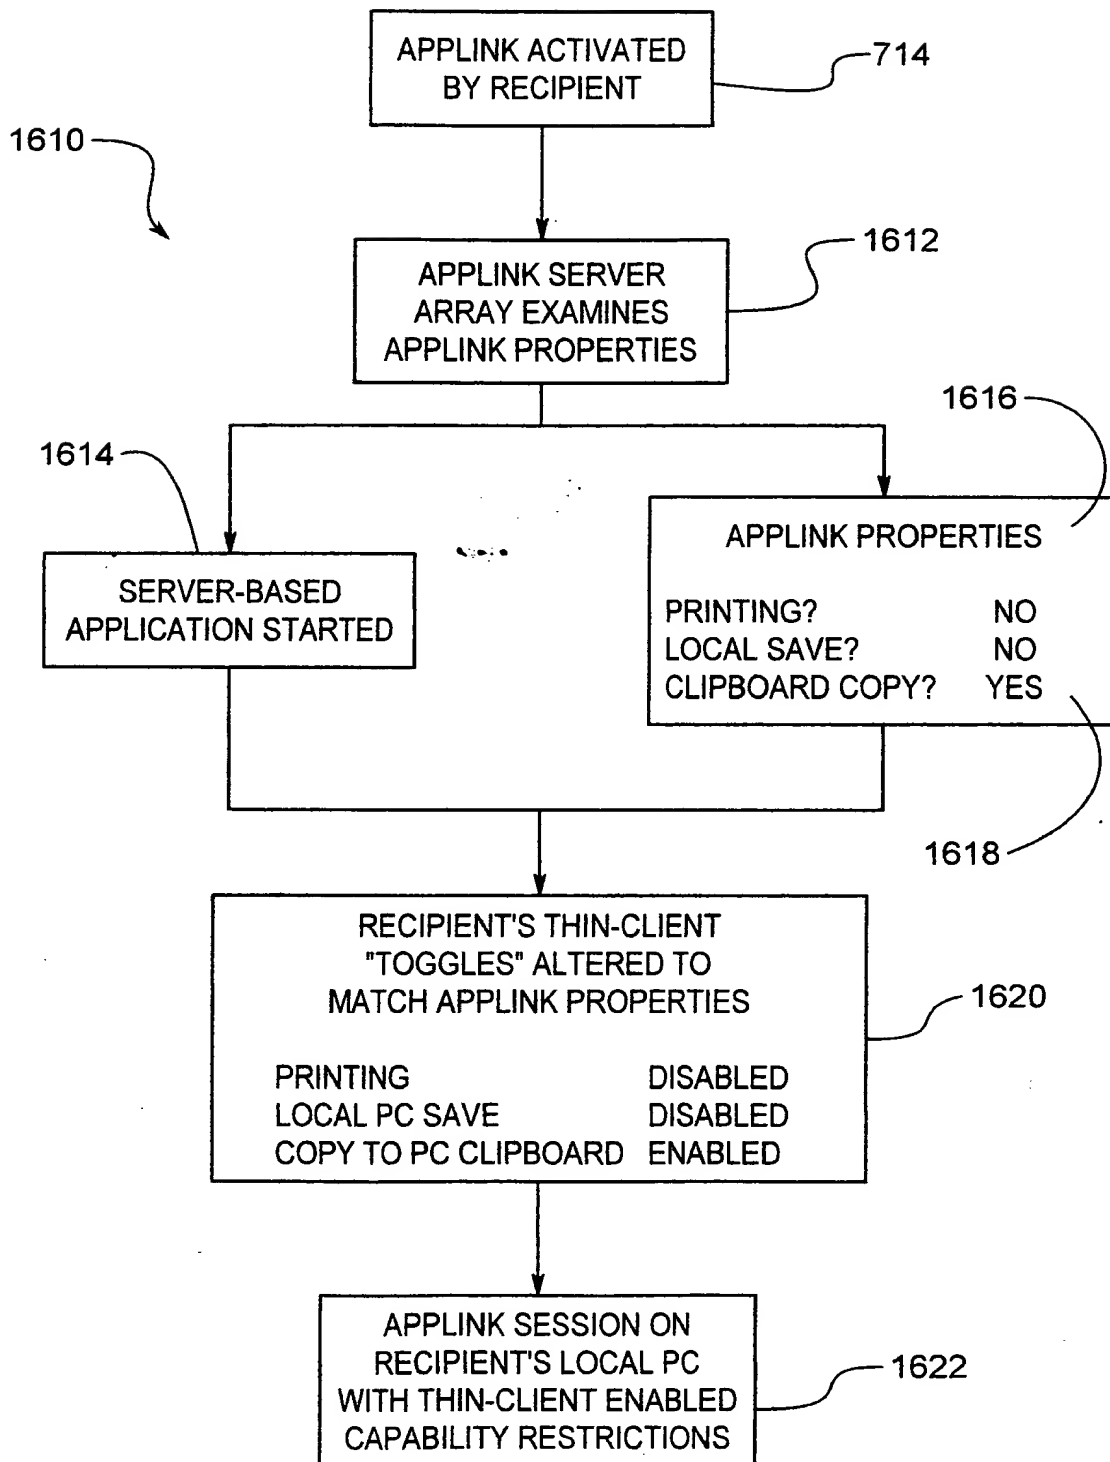 APPLINK ACTIVATED
BY RECIPIENT
714
1610
APPLINK SERVER
ARRAY EXAMINES
APPLINK PROPERTIES
1612
1614
1616
SERVER-BASED
APPLICATION STARTED
APPLINK PROPERTIES
PRINTING? NO
LOCAL SAVE? NO
CLIPBOARD COPY? YES
1618
RECIPIENT'S THIN-CLIENT
"TOGGLES" ALTERED TO
MATCH APPLINK PROPERTIES
PRINTING DISABLED
LOCAL PC SAVE DISABLED
COPY TO PC CLIPBOARD ENABLED
1620
APPLINK SESSION ON
RECIPIENT'S LOCAL PC
WITH THIN-CLIENT ENABLED
CAPABILITY RESTRICTIONS
1622